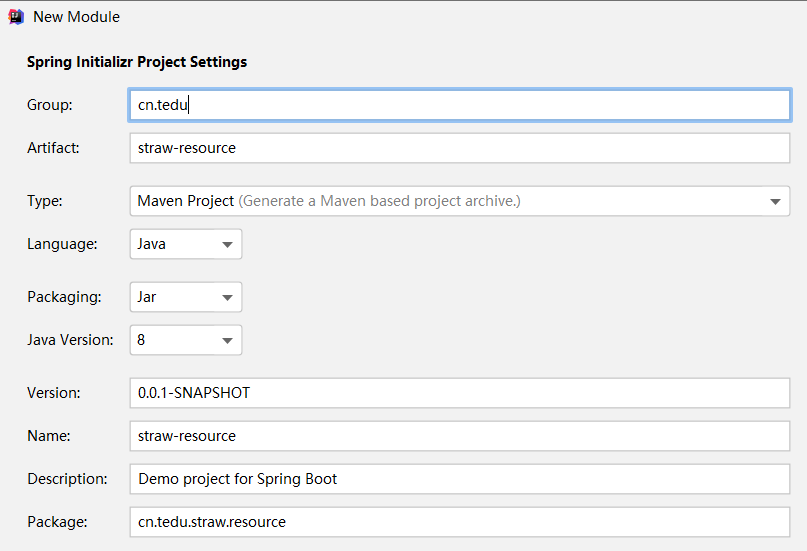 New Module
Spring Initializr Project Settings
Group: cn.tedu
Artifact: straw-resource
Type: Maven Project (Generate a Maven based project archive.)
Language: Java
Packaging: Jar
Java Version: 8
Version: 0.0.1-SNAPSHOT
Name: straw-resource
Description: Demo project for Spring Boot
Package: cn.tedu.straw.resource